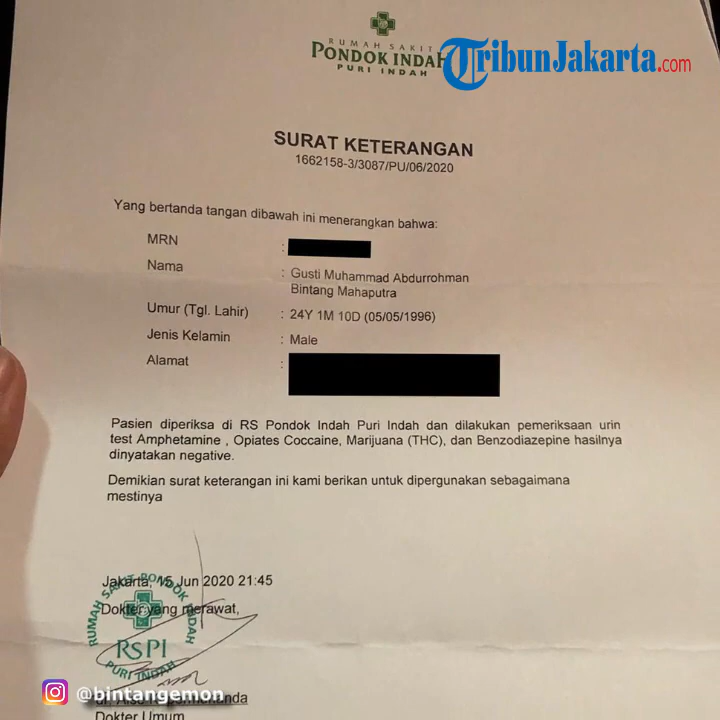 RUMAH SAKIT
PONDOK INDAH
PURI INDAH
TribunJakarta.com
SURAT KETERANGAN
1662158-3/3087/PU/06/2020
Yang bertanda tangan dibawah ini menerangkan bahwa:
MRN :
Nama : Gusti Muhammad Abdurrohman
Bintang Mahaputra
Umur (Tgl. Lahir) : 24Y 1M 10D (05/05/1996)
Jenis Kelamin : Male
Alamat :
Pasien diperiksa di RS Pondok Indah Puri Indah dan dilakukan pemeriksaan urin
test Amphetamine , Opiates Coccaine, Marijuana (THC), dan Benzodiazepine hasilnya
dinyatakan negative.
Demikian surat keterangan ini kami berikan untuk dipergunakan sebagaimana
mestinya
Jakarta, 15 Jun 2020 21:45
Dokter yang merawat,
RUMAH SAKIT PONDOK INDAH
RSPI
PURI INDAH
@bintangemon
dr.
Dokter Umum